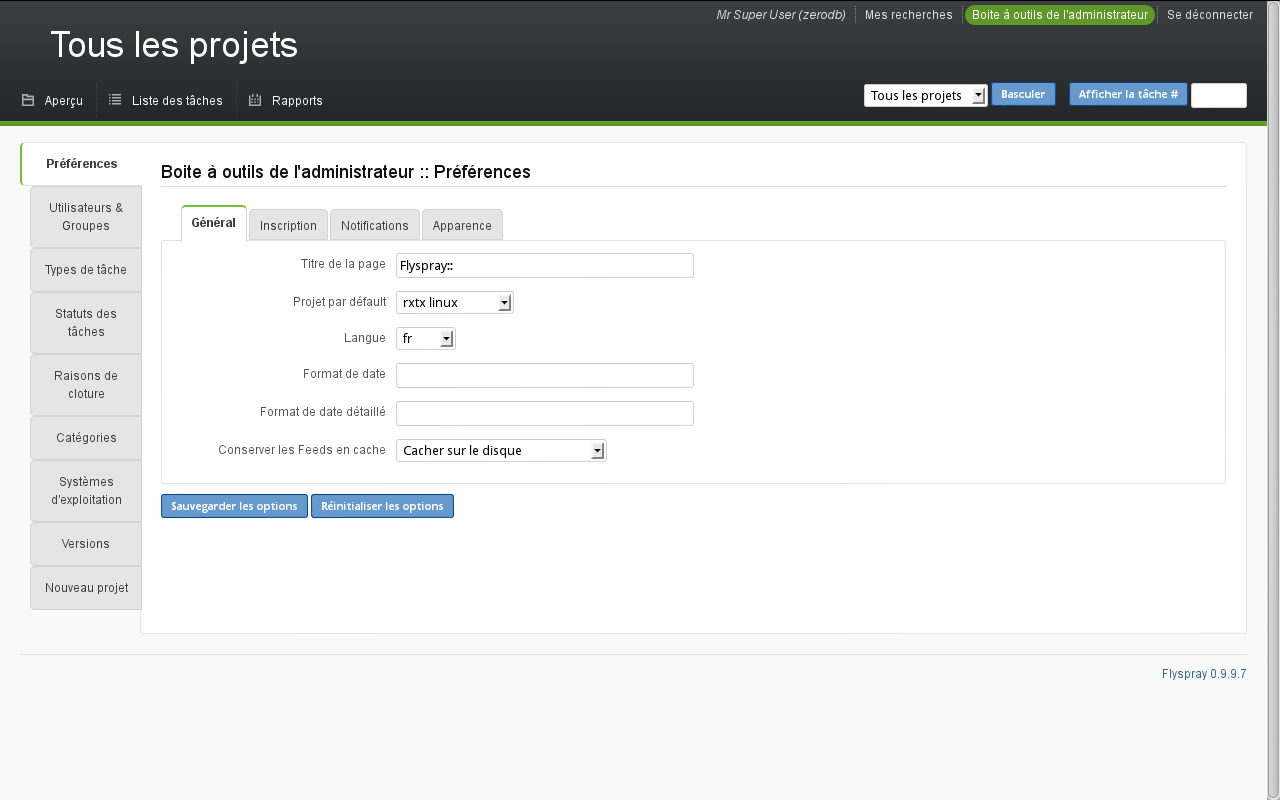 Mr Super User (zerodb) Mes recherches Boite à outils de l'administrateur Se déconnecter
Tous les projets
Aperçu Liste des tâches Rapports Tous les projets Basculer Afficher la tâche #
Préférences
Utilisateurs &
Groupes
Types de tâche
Statuts des
tâches
Raisons de
cloture
Catégories
Systèmes
d'exploitation
Versions
Nouveau projet
Boite à outils de l'administrateur :: Préférences
Général Inscription Notifications Apparence
Titre de la page Flyspray::
Projet par défault rxtx linux
Langue fr
Format de date
Format de date détaillé
Conserver les Feeds en cache Cacher sur le disque
Sauvegarder les options Réinitialiser les options
Flyspray 0.9.9.7